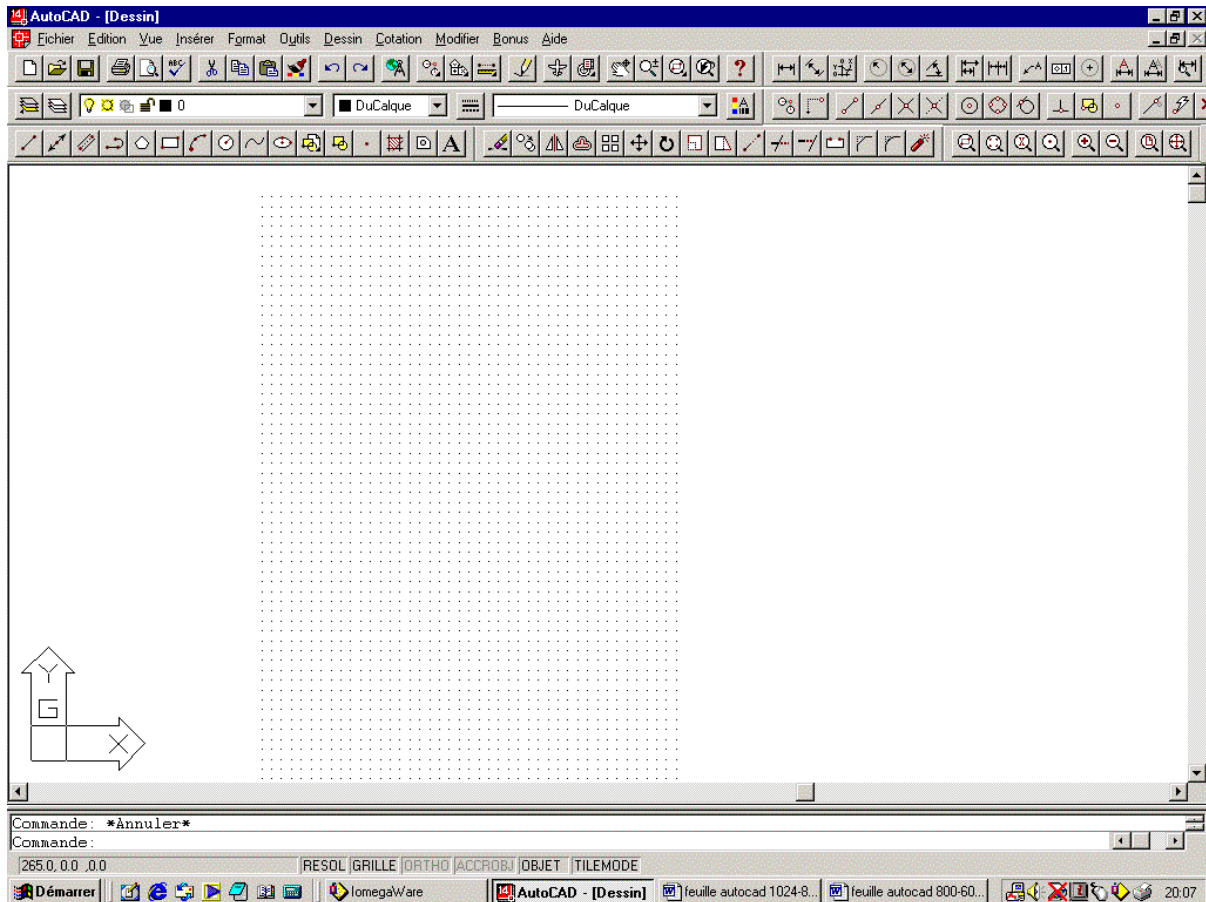 AutoCAD - [Dessin]
Fichier Edition Vue Insérer Format Outils Dessin Cotation Modifier Bonus Aide
0 DuCalque DuCalque
A
Y
G
X
Commande: *Annuler*
Commande:
265.0, 0.0 ,0.0 RESOL GRILLE ORTHO ACCROBJ OBJET TILEMODE
Démarrer IomegaWare AutoCAD - [Dessin] feuille autocad 1024-8... feuille autocad 800-60... 20:07